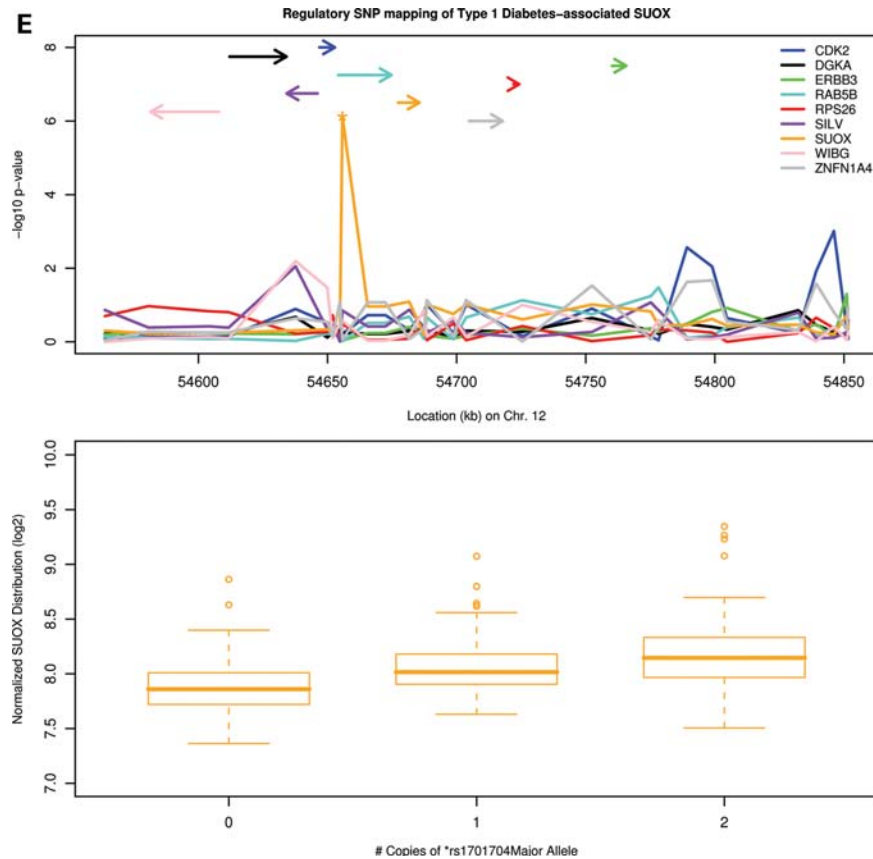 E
Regulatory SNP mapping of Type 1 Diabetes-associated SUOX
8
6
4
2
0
-log10 p-value
CDK2
DGKA
ERBB3
RAB5B
RPS26
SILV
SUOX
WIBG
ZNFN1A4
54600 54650 54700 54750 54800 54850
Location (kb) on Chr. 12
10.0
9.5
9.0
8.5
8.0
7.5
7.0
Normalized SUOX Distribution (log2)
0 1 2
# Copies of *rs1701704Major Allele